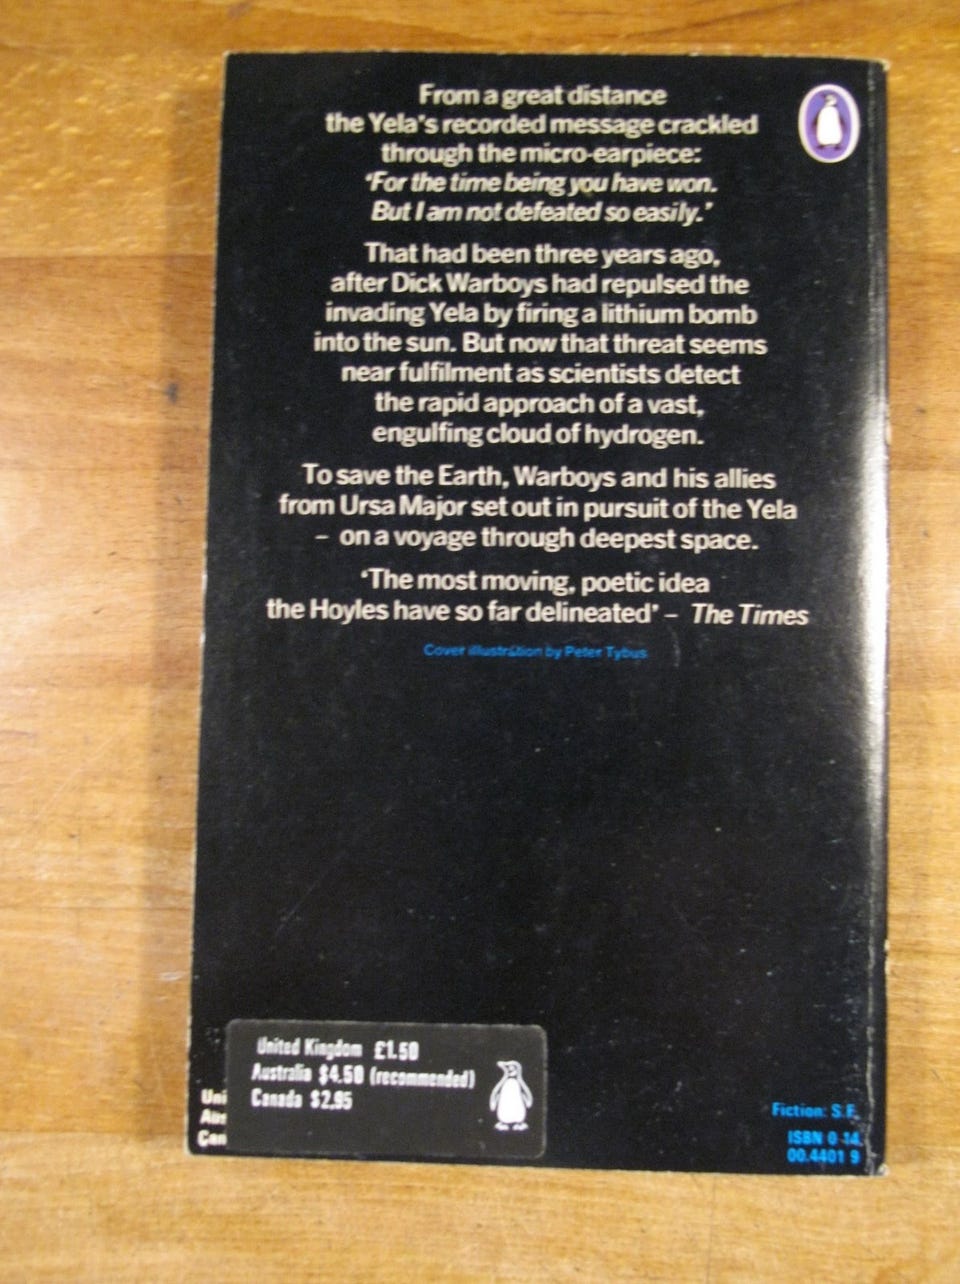 From a great distance
the Yela's recorded message crackled
through the micro-earpiece:
'For the time being you have won.
But I am not defeated so easily.'
That had been three years ago,
after Dick Warboys had repulsed the
invading Yela by firing a lithium bomb
into the sun. But now that threat seems
near fulfilment as scientists detect
the rapid approach of a vast,
engulfing cloud of hydrogen.
To save the Earth, Warboys and his allies
from Ursa Major set out in pursuit of the Yela
– on a voyage through deepest space.
'The most moving, poetic idea
the Hoyles have so far delineated' – The Times
Cover illustration by Peter Tybus
United Kingdom £1.50
Australia $4.50 (recommended)
Canada $2.95
Uni
Aus
Can
Fiction: S.F.
ISBN 0 14.
00.4401 9